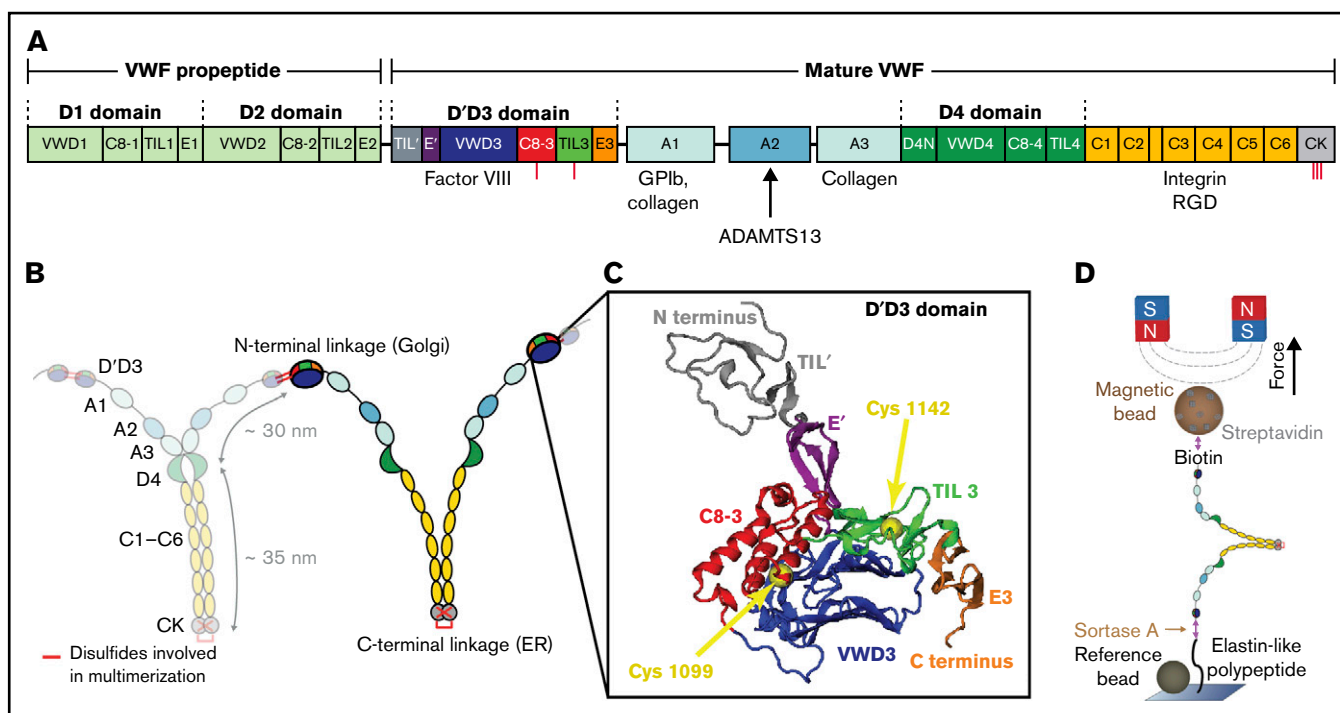 A
VWF propeptide
Mature VWF
D1 domain
D2 domain
D'D3 domain
D4 domain
VWD1 C8-1 TIL1 E1 VWD2 C8-2 TIL2 E2 TIL' E' VWD3 C8-3 TIL3 E3 A1 A2 A3 D4N VWD4 C8-4 TIL4 C1 C2 C3 C4 C5 C6 CK
Factor VIII
GPIb,
collagen
ADAMTS13
Collagen
Integrin
RGD
B
N-terminal linkage (Golgi)
D'D3
A1
A2
A3
D4
~ 30 nm
C1–C6
~ 35 nm
CK
Disulfides involved
in multimerization
C-terminal linkage (ER)
C
D'D3 domain
N terminus
TIL'
Cys 1142
E'
TIL 3
C8-3
E3
VWD3
C terminus
Cys 1099
D
S N
N S
Force
Magnetic
bead
Streptavidin
Biotin
Sortase A
Reference
bead
Elastin-like
polypeptide